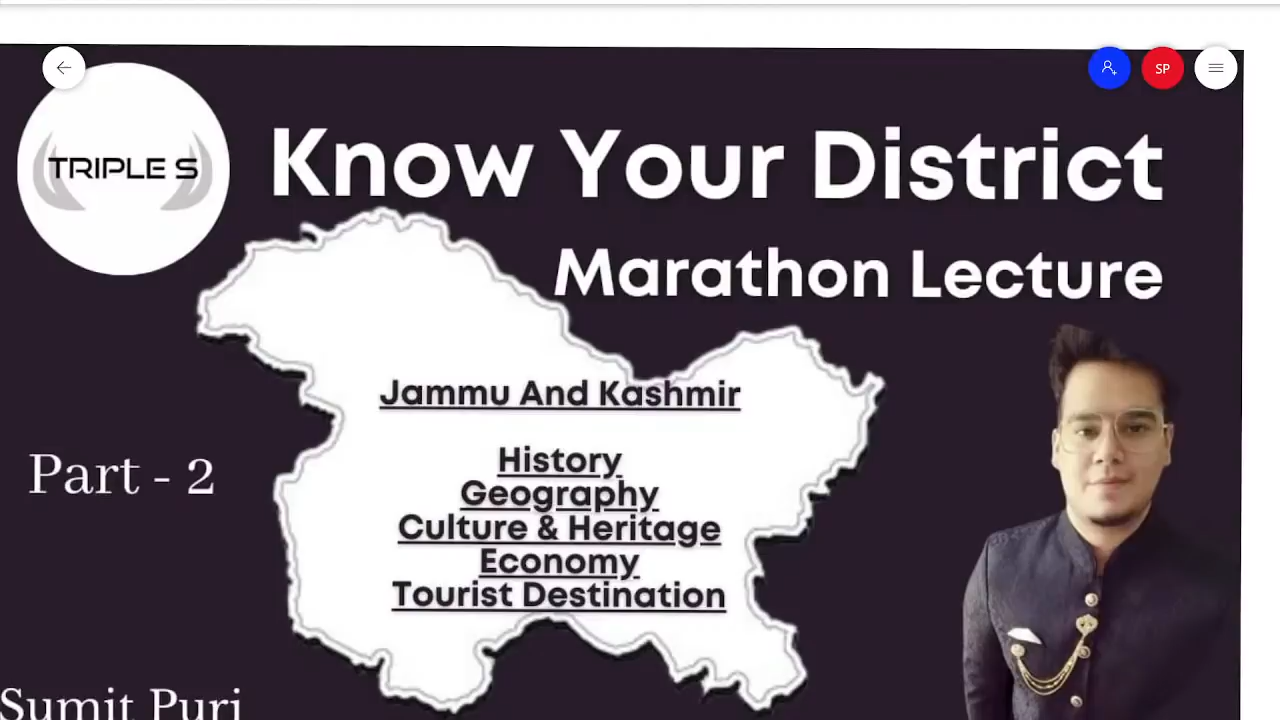 SP
TRIPLE S
Know Your District
Marathon Lecture
Jammu And Kashmir
History
Geography
Culture & Heritage
Economy
Tourist Destination
Part - 2
Sumit Puri